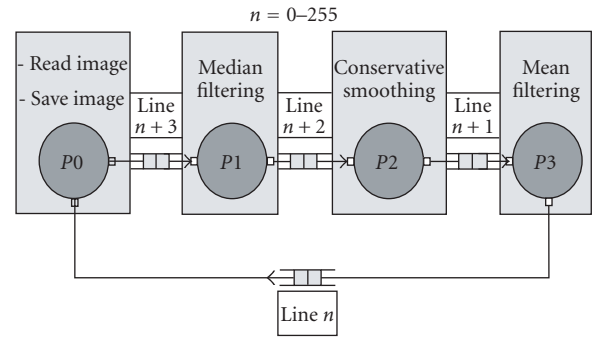 n = 0–255
- Read image
- Save image
P0
Line
n + 3
Median
filtering
P1
Line
n + 2
Conservative
smoothing
P2
Line
n + 1
Mean
filtering
P3
Line n